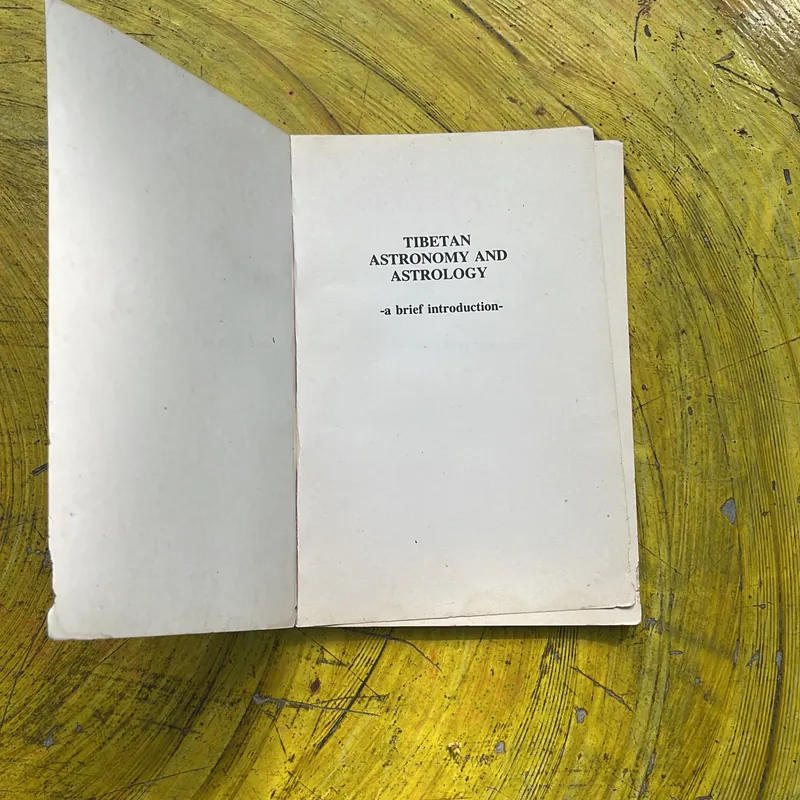 TIBETAN
ASTRONOMY AND
ASTROLOGY
-a brief introduction-